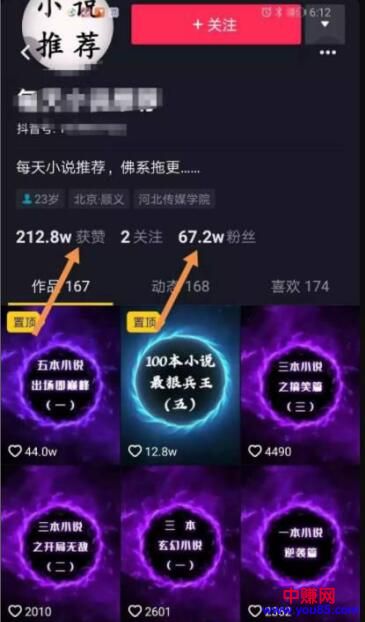 小说
推荐
6:12
+ 关注
抖音号:
每天小说推荐，佛系拖更......
23岁 北京·顺义 河北传媒学院
212.8w 获赞 2 关注 67.2w 粉丝
作品 167 动态 168 喜欢 174
置顶
五本小说
出场即巅峰
（一）
44.0w
置顶
100本小说
最狠兵王
（五）
12.8w
三本小说
之搞笑篇
（三）
4490
三本小说
之开局无敌
（二）
2010
三 本
玄幻小说
（一）
2601
一本小说
逆袭篇
中赚网
www.you85.com